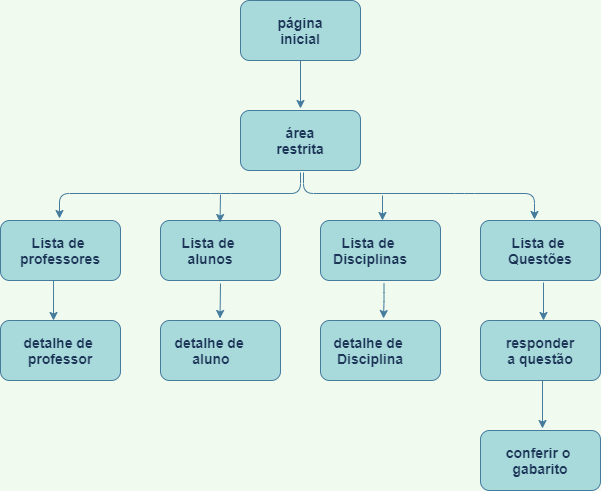 página
inicial
área
restrita
Lista de
professores
Lista de
alunos
Lista de
Disciplinas
Lista de
Questões
detalhe de
professor
detalhe de
aluno
detalhe de
Disciplina
responder
a questão
conferir o
gabarito